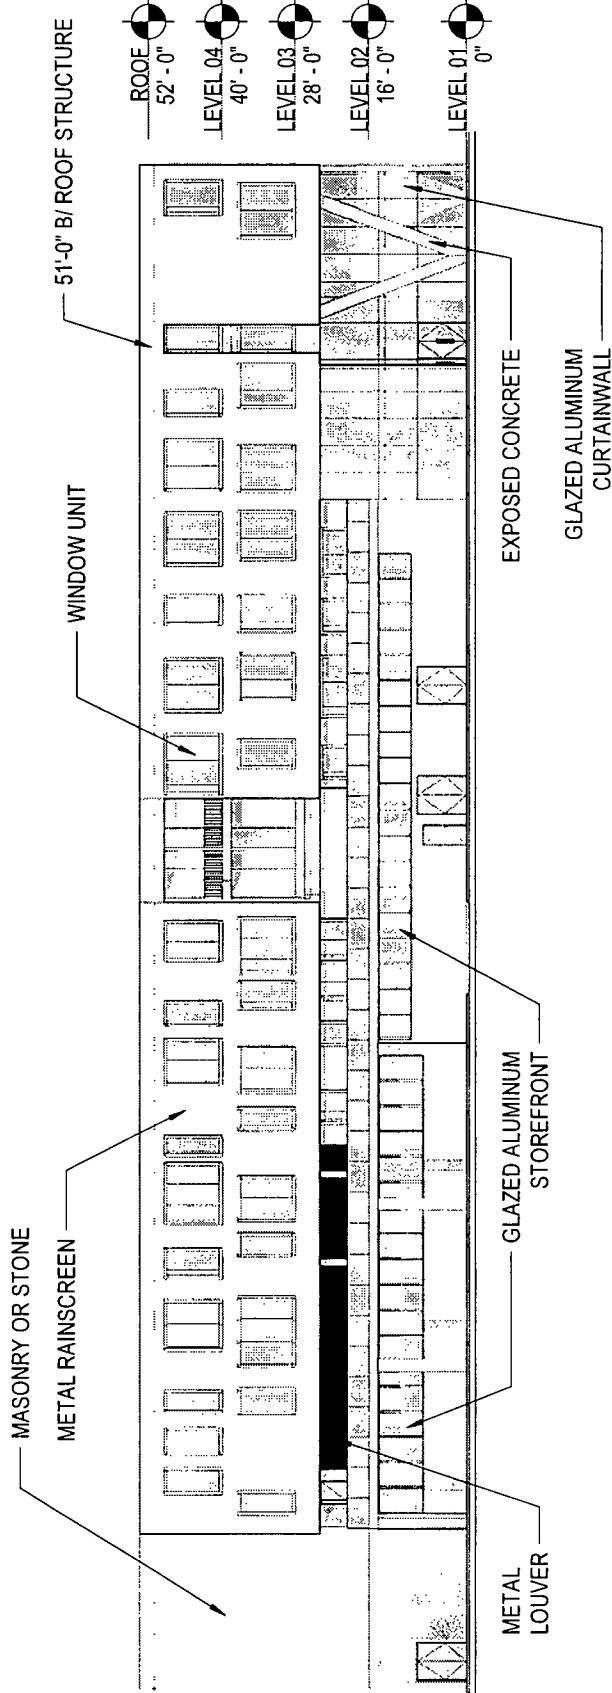 MASONRY OR STONE
METAL RAINSCREEN
WINDOW UNIT
51'-0" B/ ROOF STRUCTURE
ROOF
52' - 0"
LEVEL 04
40' - 0"
LEVEL 03
28' - 0"
LEVEL 02
16' - 0"
LEVEL 01
0"
METAL
LOUVER
GLAZED ALUMINUM
STOREFRONT
EXPOSED CONCRETE
GLAZED ALUMINUM
CURTAINWALL